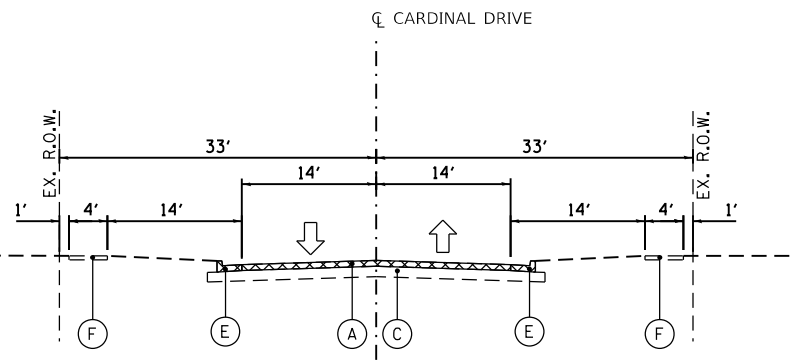 ℄ CARDINAL DRIVE
EX. R.O.W.
EX. R.O.W.
33' 33'
14' 14'
1' 4' 14' 14' 4' 1'
F E A C E F